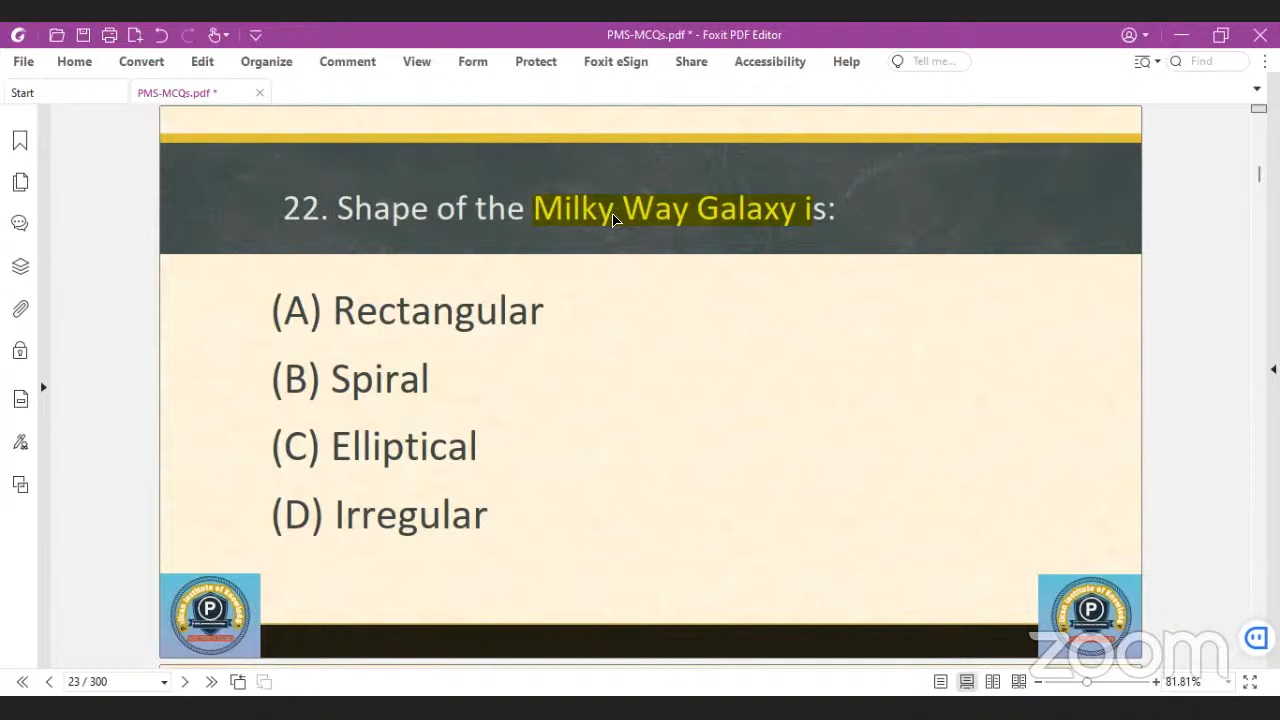 PMS-MCQs.pdf * - Foxit PDF Editor
File Home Convert Edit Organize Comment View Form Protect Foxit eSign Share Accessibility Help Tell me... Find
Start PMS-MCQs.pdf *
22. Shape of the Milky Way Galaxy is:
(A) Rectangular
(B) Spiral
(C) Elliptical
(D) Irregular
P
P
zoom
23 / 300
81.81%